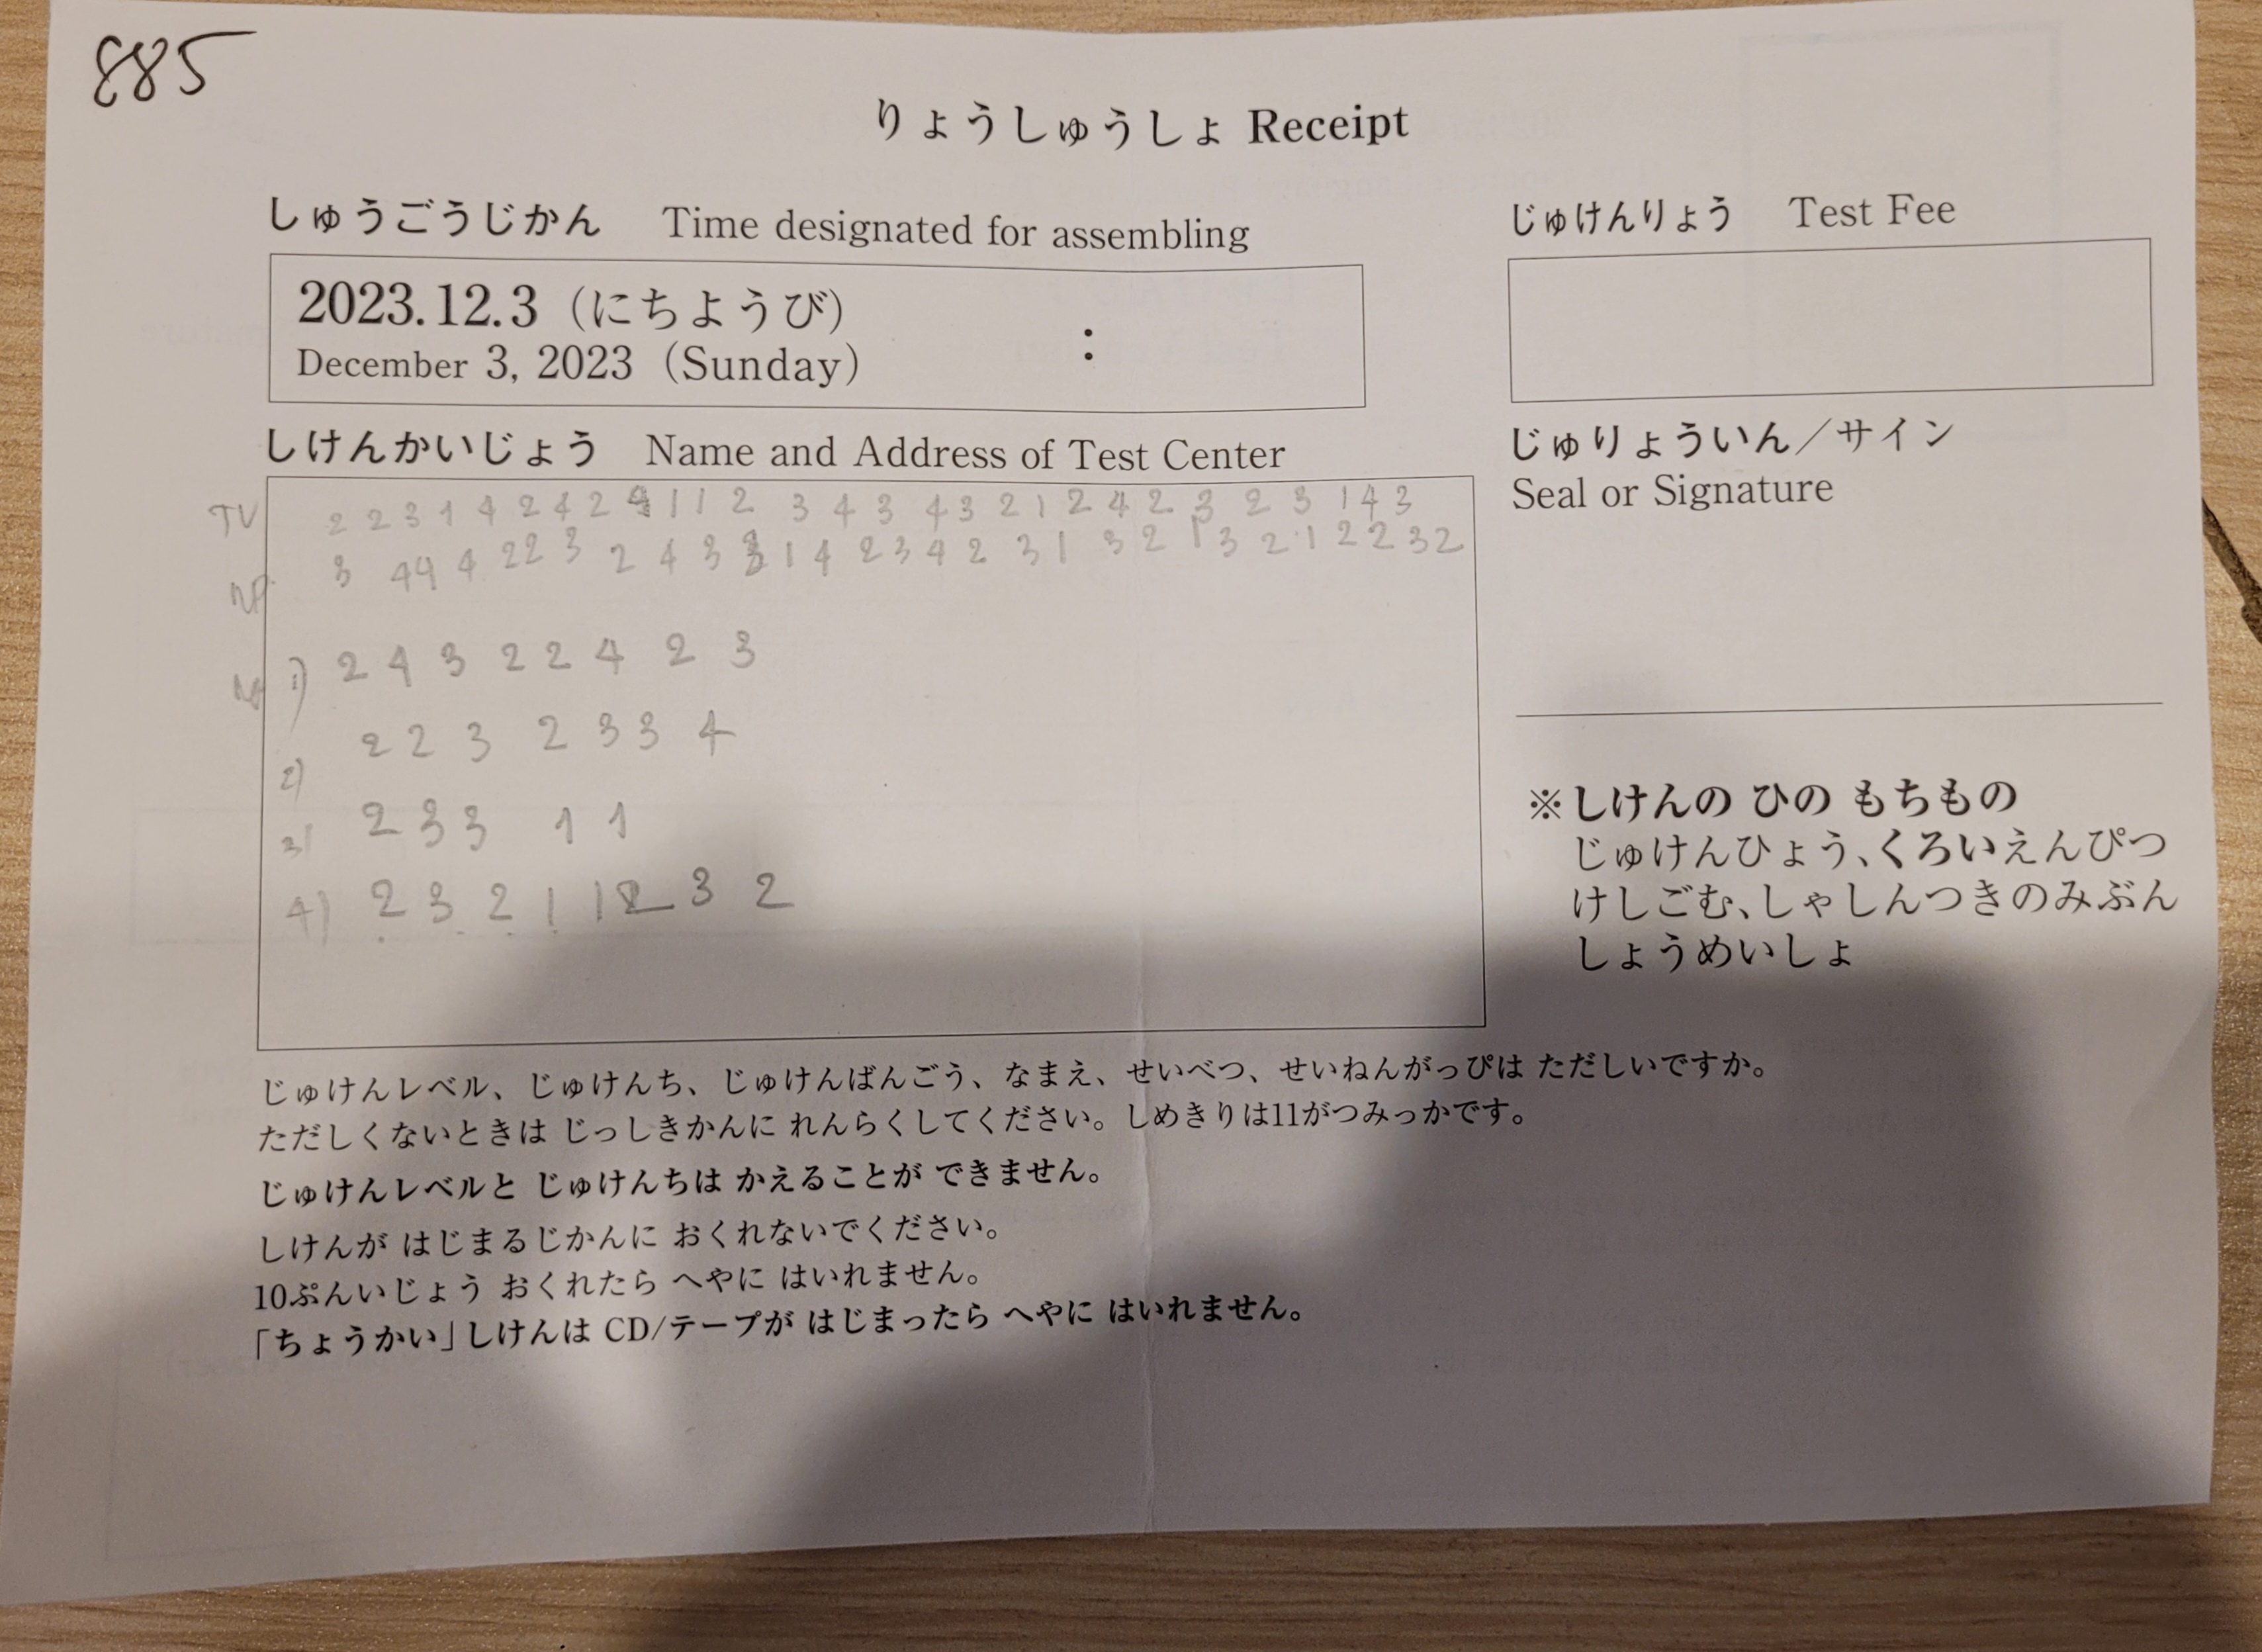 885
りょうしゅうしょ Receipt
しゅうごうじかん Time designated for assembling
2023.12.3（にちようび）
December 3, 2023（Sunday）
:
じゅけんりょう Test Fee
しけんかいじょう Name and Address of Test Center
TV 2 2 3 1 4 2 4 2 4 1 1 2 3 4 3 4 3 2 1 2 4 2 3 2 3 1 4 3
NP 3 4 4 4 2 2 3 2 4 3 3 1 4 2 3 4 2 3 1 3 2 1 3 2 1 2 2 3 2
1) 2 4 3 2 2 4 2 3
2) 2 2 3 2 3 3 4
3) 2 3 3 1 1
4) 2 3 2 1 1 2 3 2
じゅりょういん／サイン
Seal or Signature
※しけんの ひの もちもの
じゅけんひょう、くろいえんぴつ
けしごむ、しゃしんつきのみぶん
しょうめいしょ
じゅけんレベル、じゅけんち、じゅけんばんごう、なまえ、せいべつ、せいねんがっぴは ただしいですか。
ただしくないときは じっしきかんに れんらくしてください。しめきりは11がつみっかです。
じゅけんレベルと じゅけんちは かえることが できません。
しけんが はじまるじかんに おくれないでください。
10ぷんいじょう おくれたら へやに はいれません。
「ちょうかい」しけんは CD/テープが はじまったら へやに はいれません。